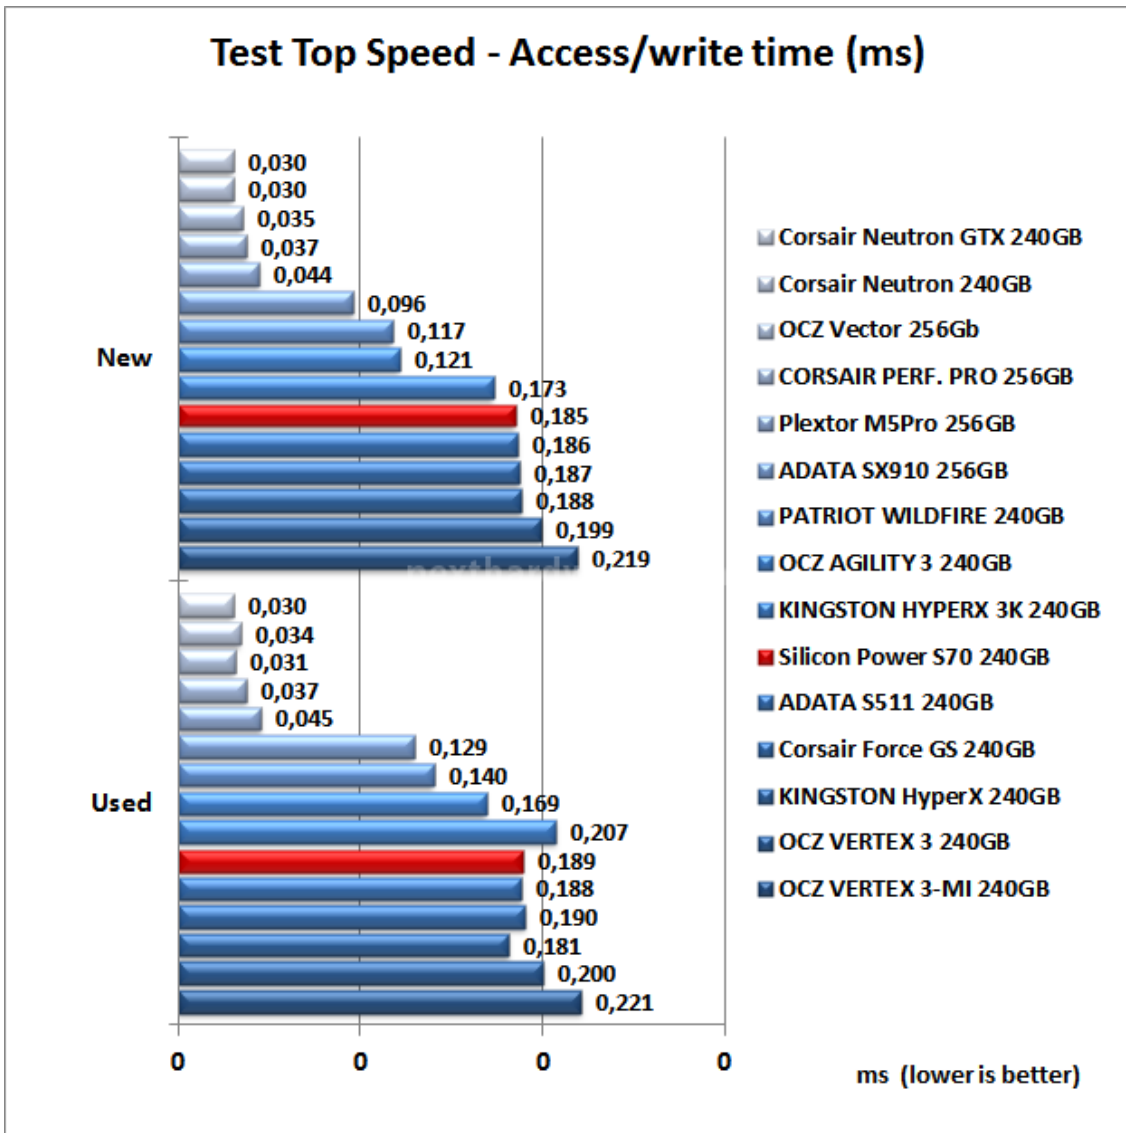 Test Top Speed - Access/write time (ms)
New
0,030
0,030
0,035
0,037
0,044
0,096
0,117
0,121
0,173
0,185
0,186
0,187
0,188
0,199
0,219
Used
0,030
0,034
0,031
0,037
0,045
0,129
0,140
0,169
0,207
0,189
0,188
0,190
0,181
0,200
0,221
0 0 0 0
ms (lower is better)
Corsair Neutron GTX 240GB
Corsair Neutron 240GB
OCZ Vector 256Gb
CORSAIR PERF. PRO 256GB
Plextor M5Pro 256GB
ADATA SX910 256GB
PATRIOT WILDFIRE 240GB
OCZ AGILITY 3 240GB
KINGSTON HYPERX 3K 240GB
Silicon Power S70 240GB
ADATA S511 240GB
Corsair Force GS 240GB
KINGSTON HyperX 240GB
OCZ VERTEX 3 240GB
OCZ VERTEX 3-MI 240GB